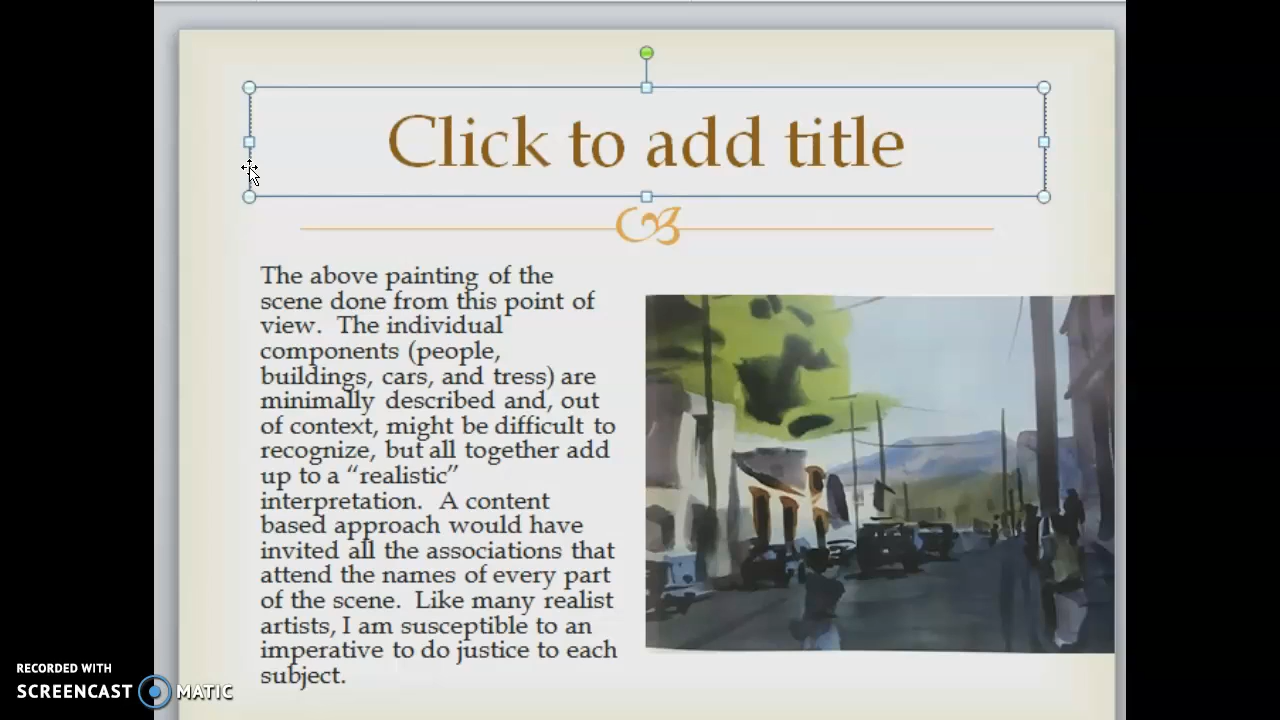 Click to add title
The above painting of the
scene done from this point of
view.  The individual
components (people,
buildings, cars, and tress) are
minimally described and, out
of context, might be difficult to
recognize, but all together add
up to a “realistic”
interpretation.  A content
based approach would have
invited all the associations that
attend the names of every part
of the scene.  Like many realist
artists, I am susceptible to an
imperative to do justice to each
subject.
RECORDED WITH
SCREENCAST MATIC